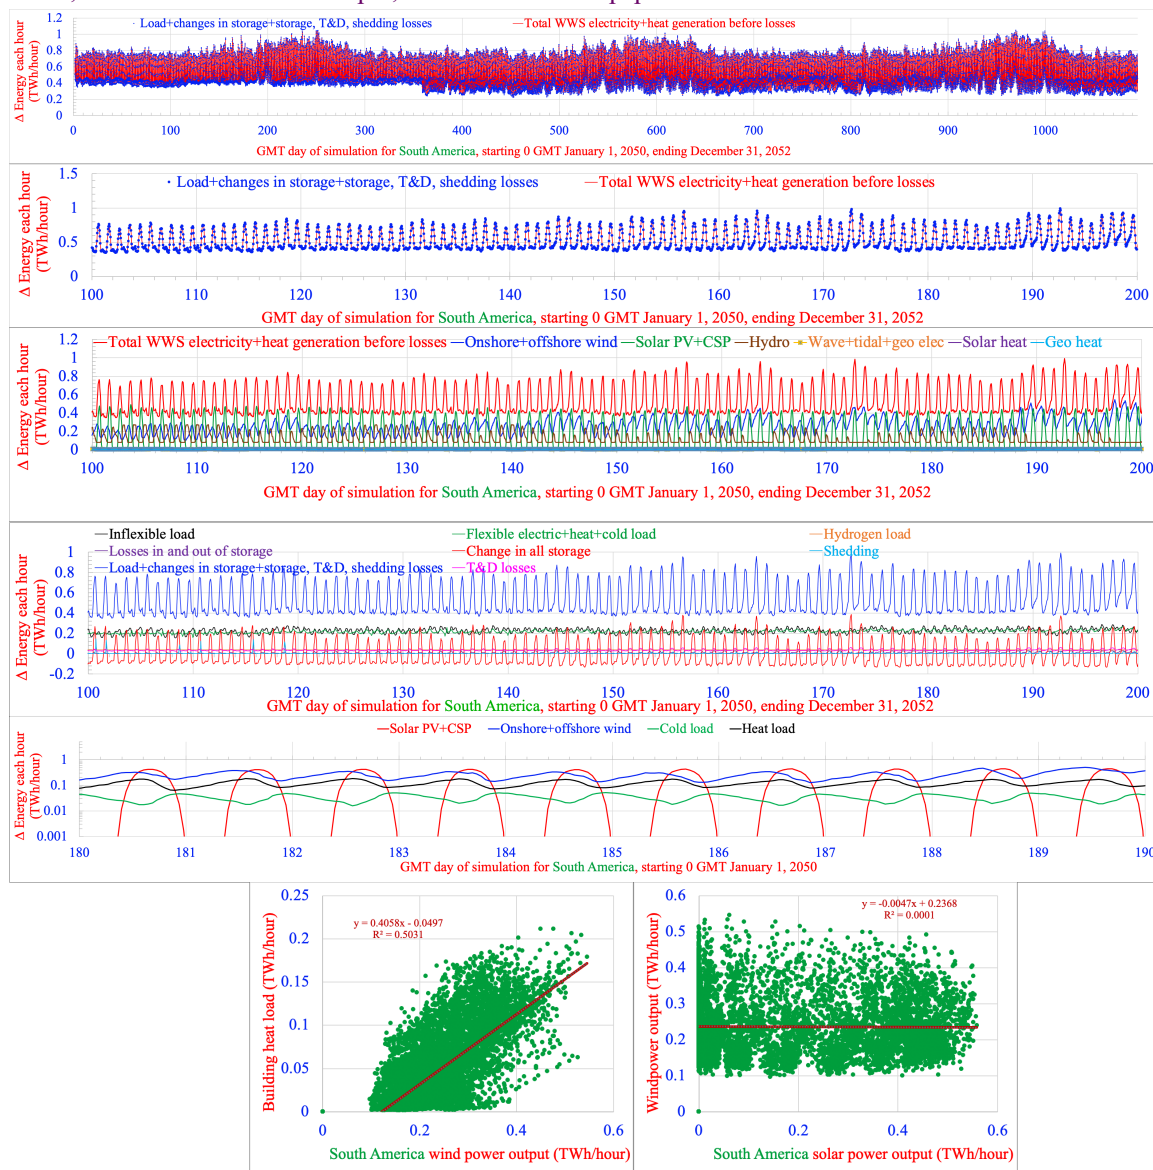 Load+changes in storage+storage, T&D, shedding losses
Total WWS electricity+heat generation before losses
Δ Energy each hour
(TWh/hour)
1.2
1
0.8
0.6
0.4
0.2
0
0 100 200 300 400 500 600 700 800 900 1000
GMT day of simulation for South America, starting 0 GMT January 1, 2050, ending December 31, 2052
Load+changes in storage+storage, T&D, shedding losses
Total WWS electricity+heat generation before losses
Δ Energy each hour
(TWh/hour)
1.5
1
0.5
0
100 110 120 130 140 150 160 170 180 190 200
GMT day of simulation for South America, starting 0 GMT January 1, 2050, ending December 31, 2052
Total WWS electricity+heat generation before losses Onshore+offshore wind Solar PV+CSP Hydro Wave+tidal+geo elec Solar heat Geo heat
Δ Energy each hour
(TWh/hour)
1.2
1
0.8
0.6
0.4
0.2
0
100 110 120 130 140 150 160 170 180 190 200
GMT day of simulation for South America, starting 0 GMT January 1, 2050, ending December 31, 2052
Inflexible load Flexible electric+heat+cold load Hydrogen load
Losses in and out of storage Change in all storage Shedding
Load+changes in storage+storage, T&D, shedding losses T&D losses
Δ Energy each hour
(TWh/hour)
1
0.8
0.6
0.4
0.2
0
-0.2
100 110 120 130 140 150 160 170 180 190 200
GMT day of simulation for South America, starting 0 GMT January 1, 2050, ending December 31, 2052
Solar PV+CSP Onshore+offshore wind Cold load Heat load
Δ Energy each hour
(TWh/hour)
1
0.1
0.01
0.001
180 181 182 183 184 185 186 187 188 189 190
GMT day of simulation for South America, starting 0 GMT January 1, 2050
Building heat load (TWh/hour)
0.25
0.2
0.15
0.1
0.05
0
y = 0.4058x - 0.0497
R² = 0.5031
0 0.2 0.4 0.6
South America wind power output (TWh/hour)
Windpower output (TWh/hour)
0.6
0.5
0.4
0.3
0.2
0.1
0
y = -0.0047x + 0.2368
R² = 0.0001
0 0.2 0.4 0.6
South America solar power output (TWh/hour)